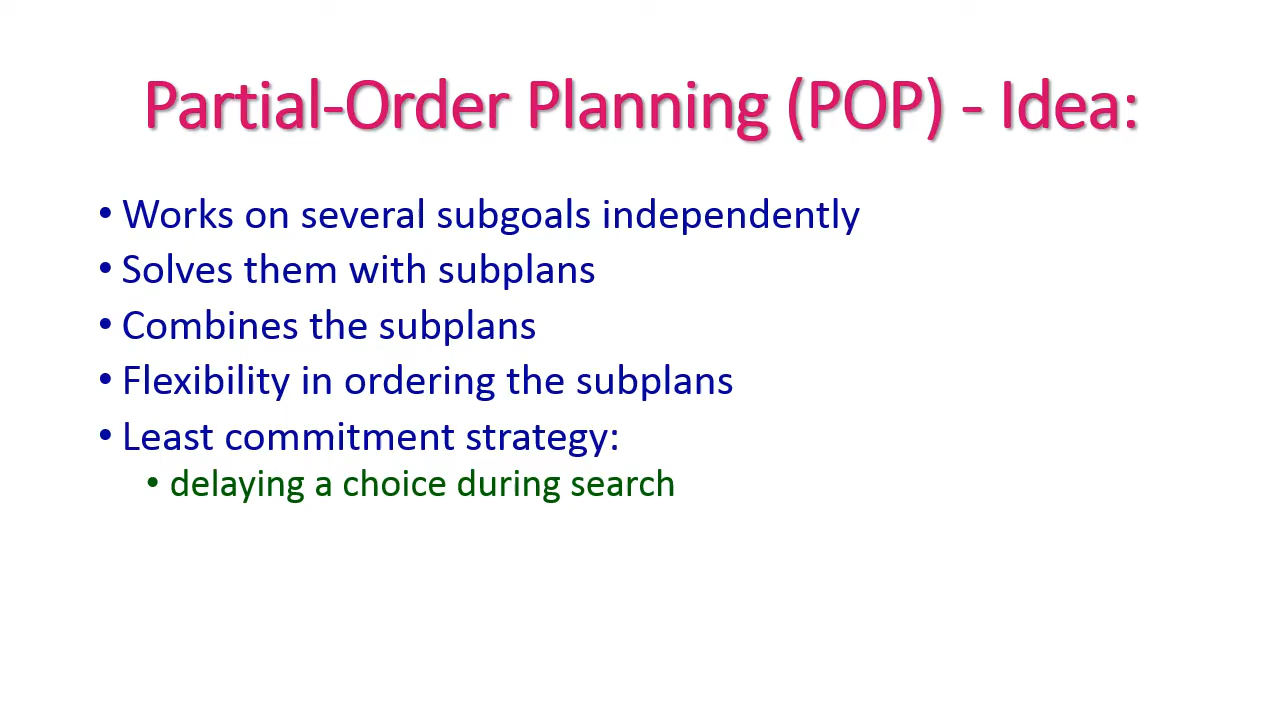 Partial-Order Planning (POP) - Idea:
• Works on several subgoals independently
• Solves them with subplans
• Combines the subplans
• Flexibility in ordering the subplans
• Least commitment strategy:
• delaying a choice during search